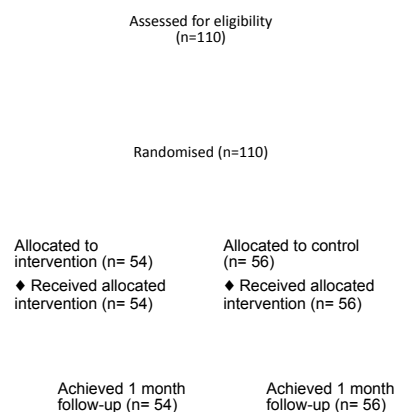 Assessed for eligibility
(n=110)
Randomised (n=110)
Allocated to
intervention (n= 54)
♦ Received allocated
intervention (n= 54)
Allocated to control
(n= 56)
♦ Received allocated
intervention (n= 56)
Achieved 1 month
follow-up (n= 54)
Achieved 1 month
follow-up (n= 56)